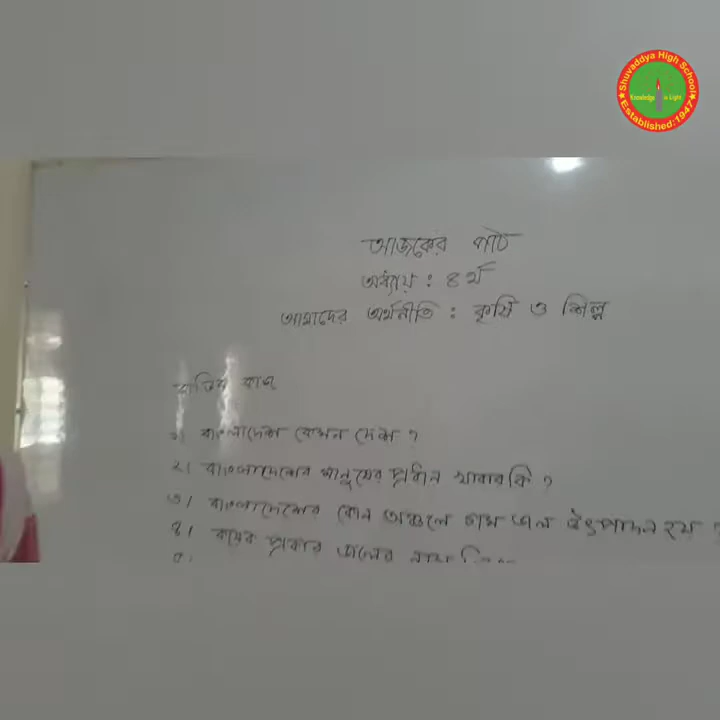 Shuvaddya High School
Knowledge is Light
Established:1947
আজকের পাঠ
অধ্যায় : ৪র্থ
আমাদের অর্থনীতি : কৃষি ও শিল্প
বাড়ির কাজ
১। বাংলাদেশ কেমন দেশ ?
২। বাংলাদেশের মানুষের প্রধান খাবার কি ?
৩। বাংলাদেশের কোন অঞ্চলে উৎপাদন হয় ?
৪। কয়েক প্রকার ডালের নাম
৫।